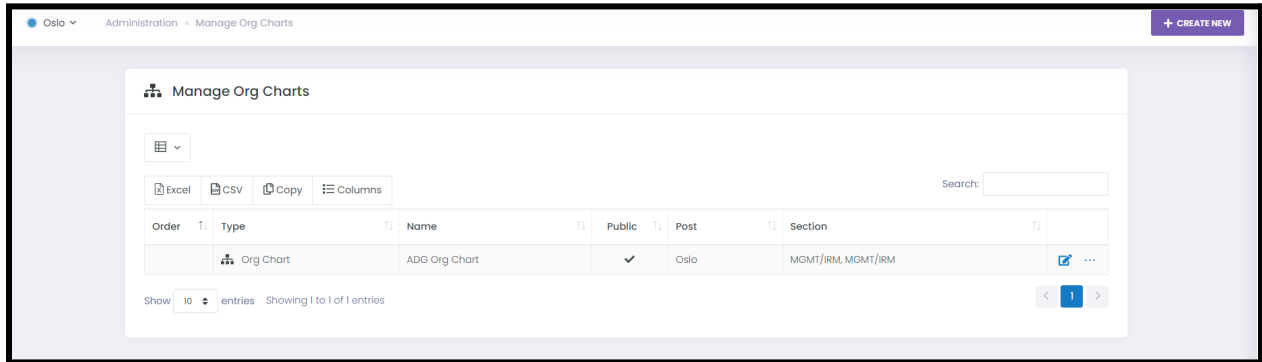 Oslo Administration Manage Org Charts + CREATE NEW
Manage Org Charts
Excel CSV Copy Columns Search:
Order Type Name Public Post Section
Org Chart ADG Org Chart Oslo MGMT/IRM, MGMT/IRM ...
Show 10 entries Showing 1 to 1 of 1 entries < 1 >